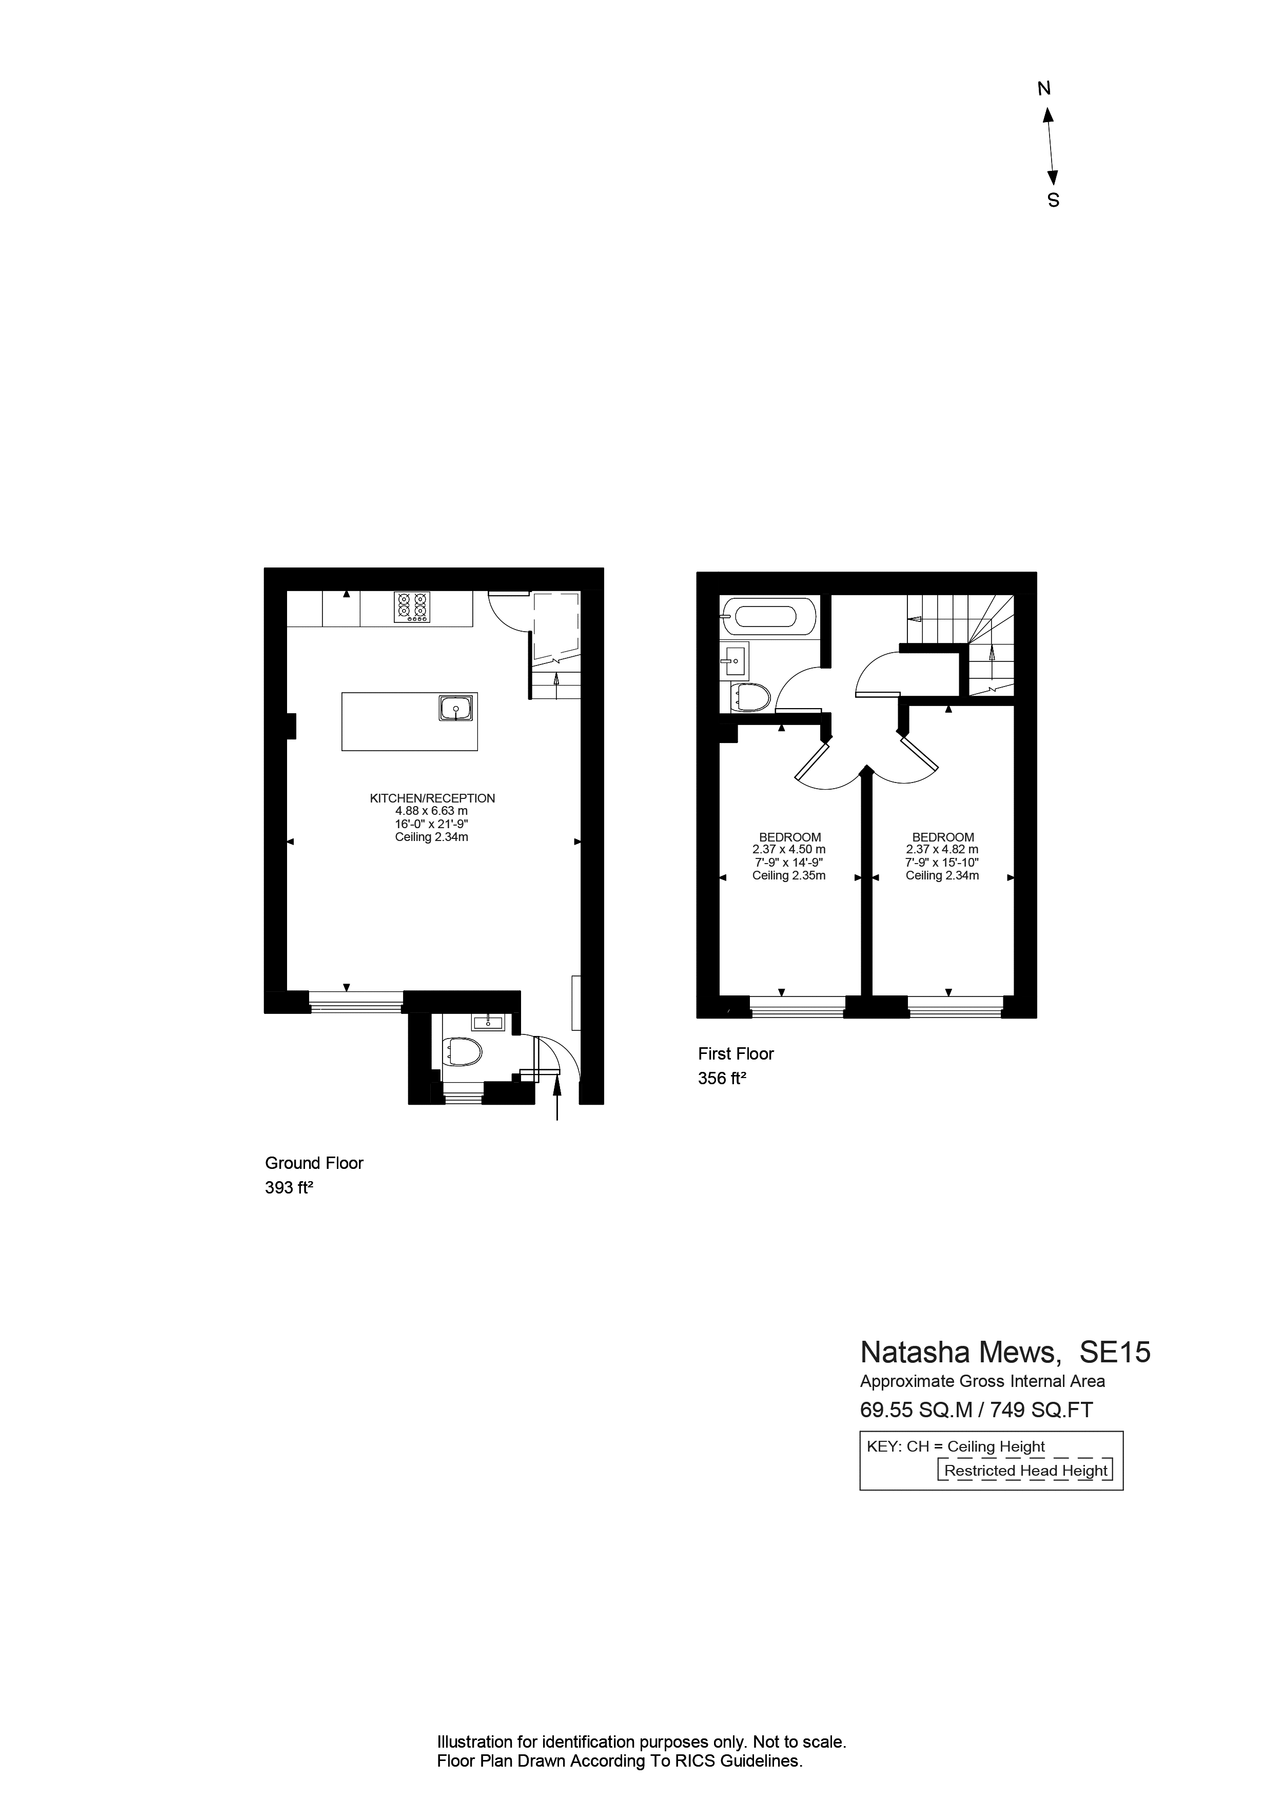 N
S
KITCHEN/RECEPTION
4.88 x 6.63 m
16'-0" x 21'-9"
Ceiling 2.34m
BEDROOM
2.37 x 4.50 m
7'-9" x 14'-9"
Ceiling 2.35m
BEDROOM
2.37 x 4.82 m
7'-9" x 15'-10"
Ceiling 2.34m
First Floor
356 ft²
Ground Floor
393 ft²
Natasha Mews, SE15
Approximate Gross Internal Area
69.55 SQ.M / 749 SQ.FT
KEY: CH = Ceiling Height
Restricted Head Height
Illustration for identification purposes only. Not to scale.
Floor Plan Drawn According To RICS Guidelines.